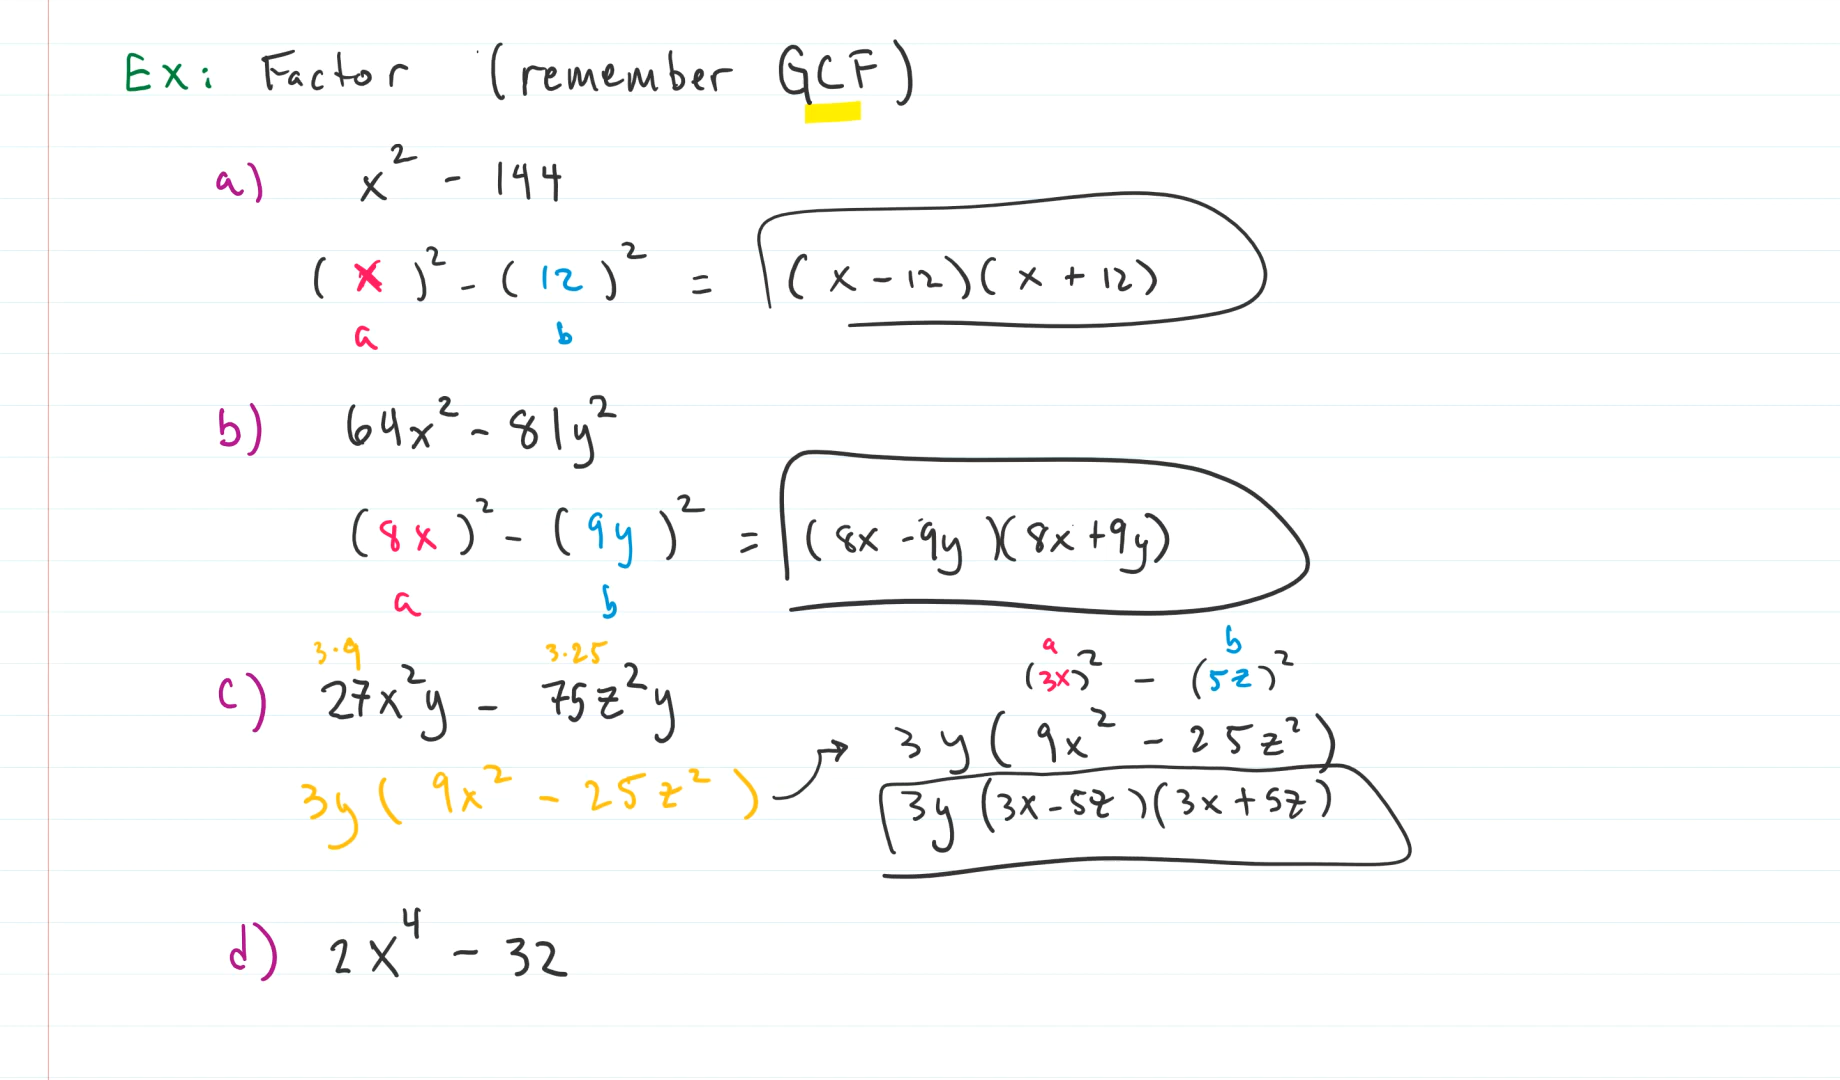 Ex: Factor (remember GCF)
a) x² - 144
(x)² - (12)² = (x - 12)(x + 12)
a b
b) 64x² - 81y²
(8x)² - (9y)² = (8x - 9y)(8x + 9y)
a b
3·9 3·25
c) 27x²y - 75z²y
3y(9x² - 25z²)
a b
(3x)² - (5z)²
3y(9x² - 25z²)
3y(3x - 5z)(3x + 5z)
d) 2x⁴ - 32